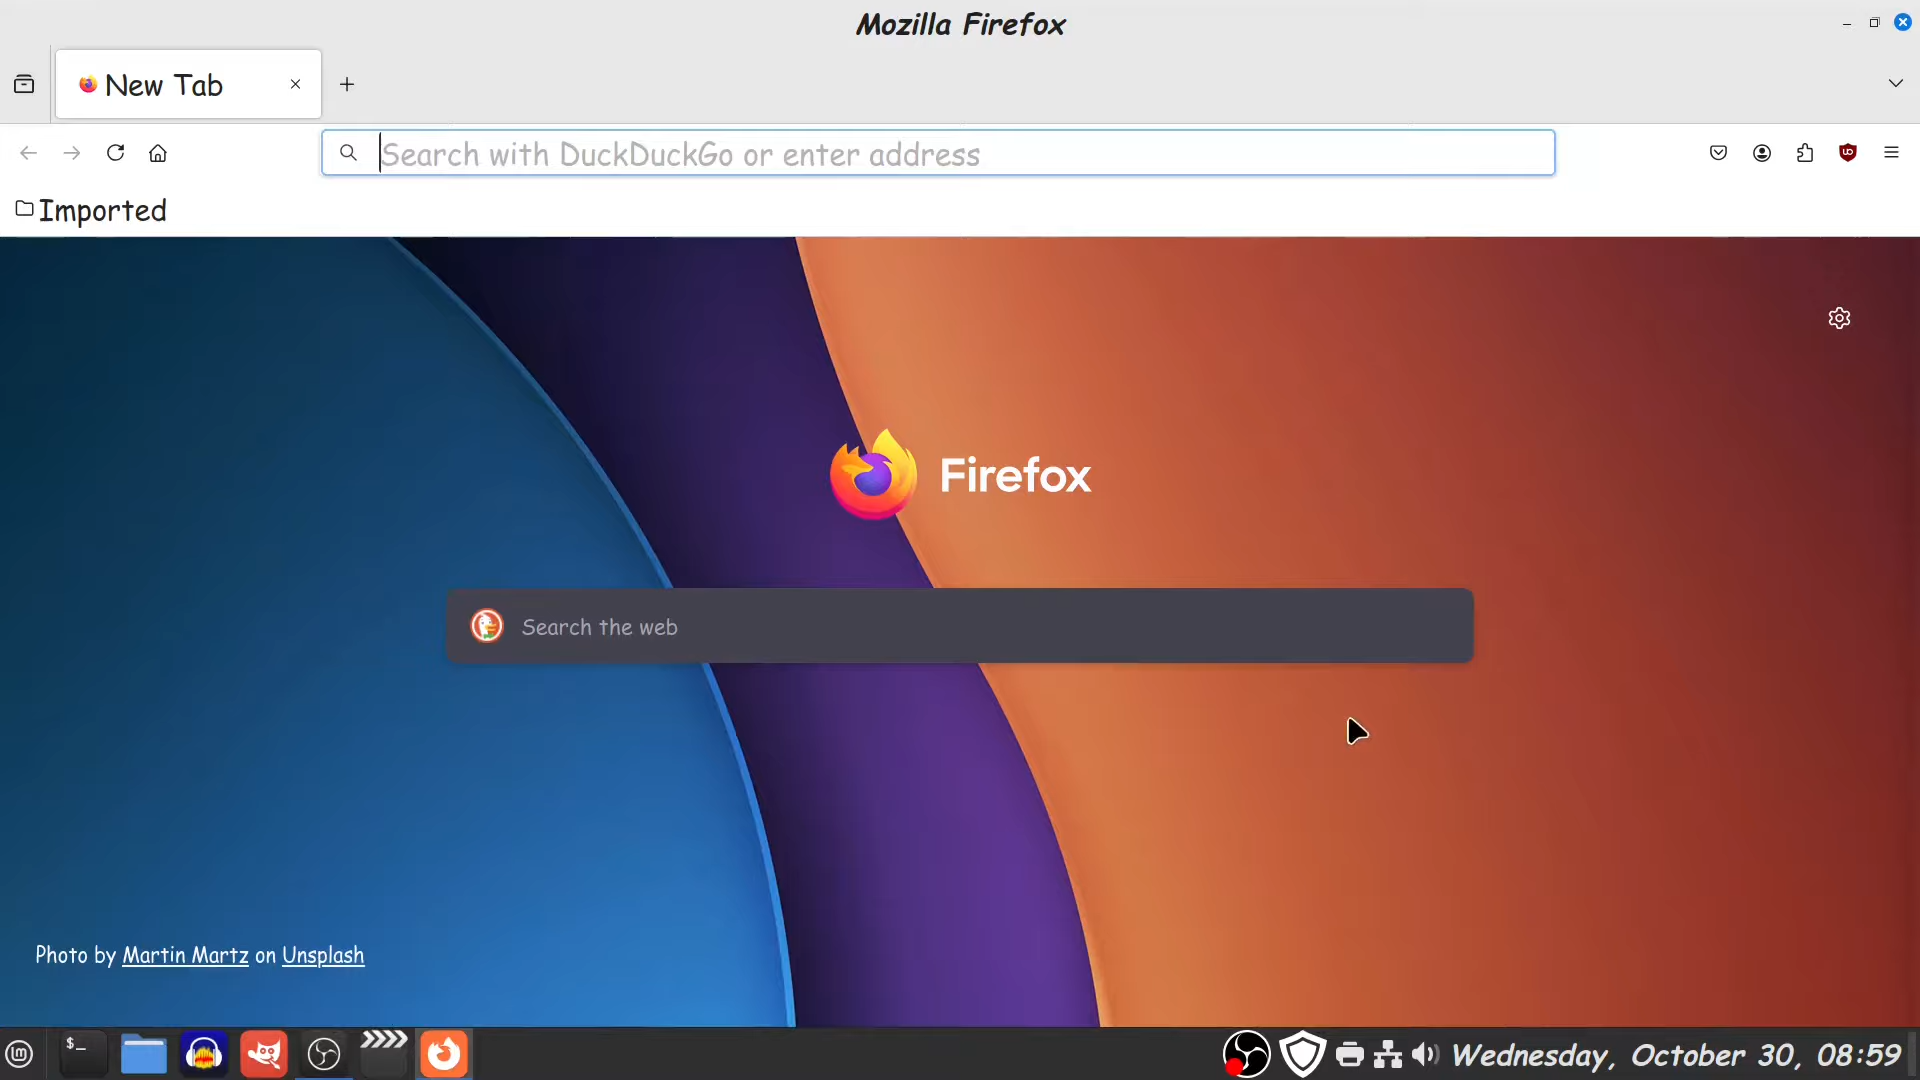 Mozilla Firefox
New Tab
Search with DuckDuckGo or enter address
Imported
Firefox
Search the web
Photo by Martin Martz on Unsplash
$_
Wednesday, October 30, 08:59